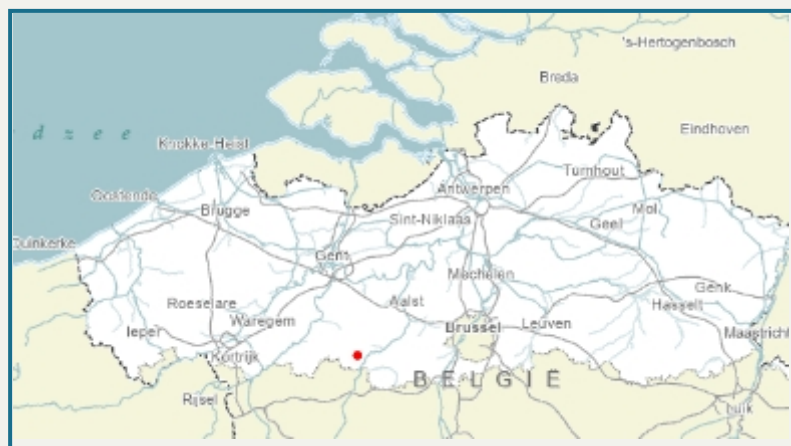 's-Hertogenbosch
Breda
dzee
Eindhoven
Knokke-Heist
Turnhout
Antwerpen
Oostende
Mol
Brugge
Sint-Niklaas
Geel
Duinkerke
Gent
Mechelen
Genk
Roeselare
Aalst
Hasselt
Waregem
Brussel
Leuven
Ieper
Maastricht
Kortrijk
BELGIË
Rijsel
Luik